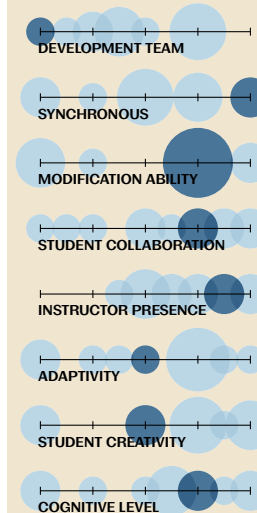 DEVELOPMENT TEAM
SYNCHRONOUS
MODIFICATION ABILITY
STUDENT COLLABORATION
INSTRUCTOR PRESENCE
ADAPTIVITY
STUDENT CREATIVITY
COGNITIVE LEVEL